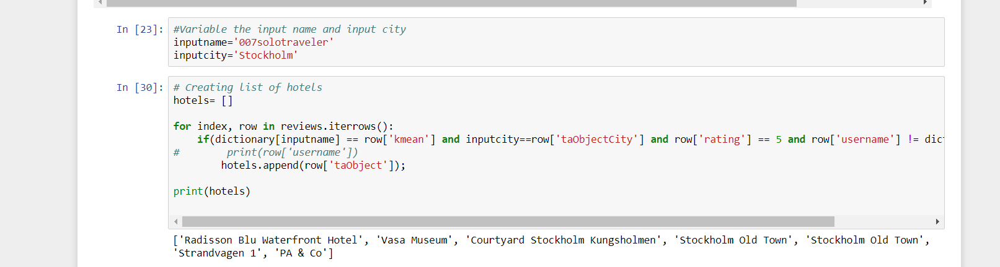 In [23]: #Variable the input name and input city
inputname='007solotraveler'
inputcity='Stockholm'
In [30]: # Creating list of hotels
hotels= []
for index, row in reviews.iterrows():
    if(dictionary[inputname] == row['kmean'] and inputcity==row['taObjectCity'] and row['rating'] == 5 and row['username'] !=
#        print(row['username'])
        hotels.append(row['taObject']);
print(hotels)
['Radisson Blu Waterfront Hotel', 'Vasa Museum', 'Courtyard Stockholm Kungsholmen', 'Stockholm Old Town', 'Stockholm Old Town',
'Strandvagen 1', 'PA & Co']